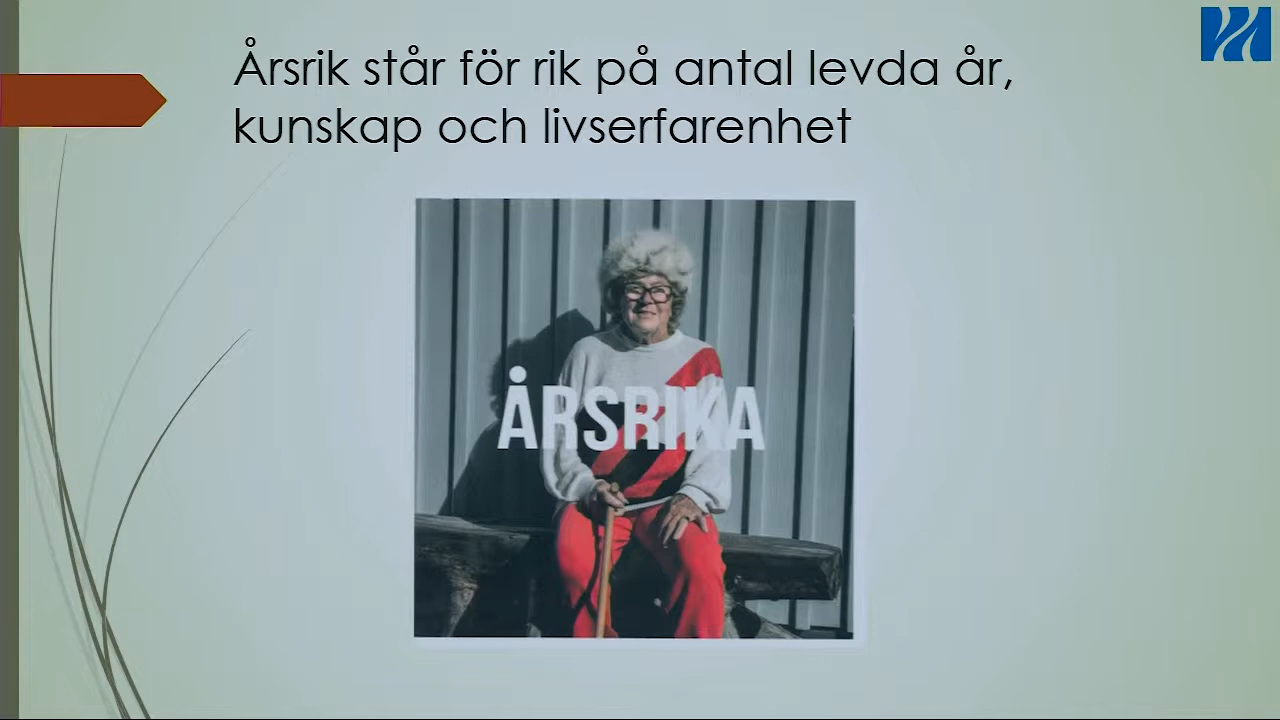 Årsrik står för rik på antal levda år,
kunskap och livserfarenhet
ÅRSRIKA